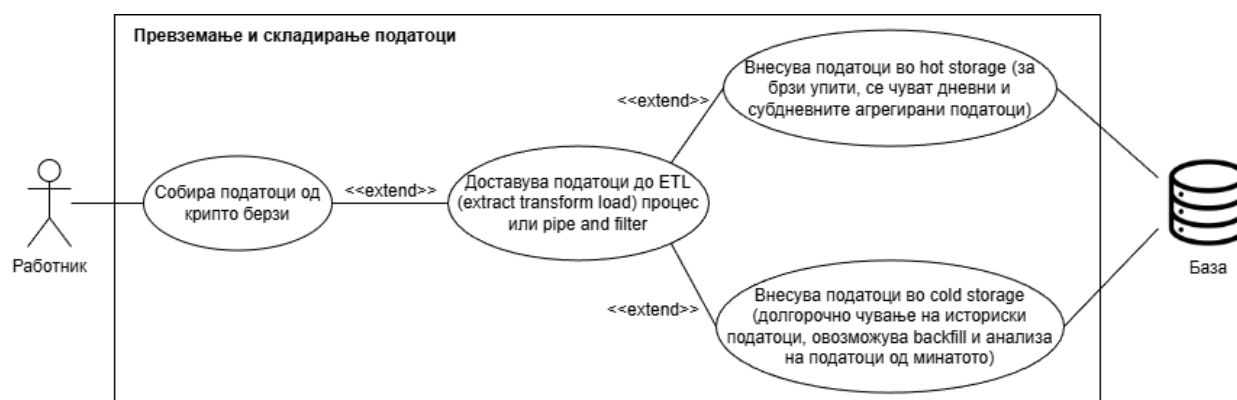 Превземање и складирање податоци
Внесува податоци во hot storage (за
брзи упити, се чуват дневни и
субдневните агрегирани податоци)
<<extend>>
Собира податоци од
крипто берзи
<<extend>>
Доставува податоци до ETL
(extract transform load) процес
или pipe and filter
Работник
База
<<extend>>
Внесува податоци во cold storage
(долгорочно чување на историски
податоци, овозможува backfill и анализа
на податоци од минатото)